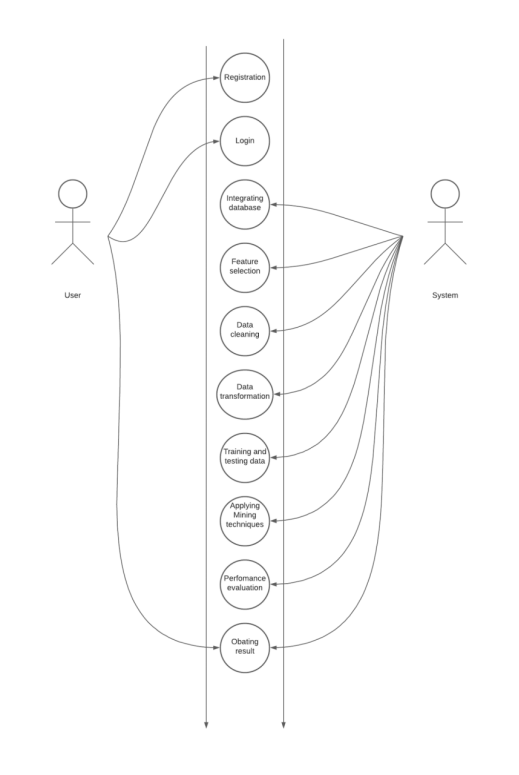 Registration
Login
Integrating
database
Feature
selection
User
System
Data
cleaning
Data
transformation
Training and
testing data
Applying
Mining
techniques
Perfomance
evaluation
Obating
result